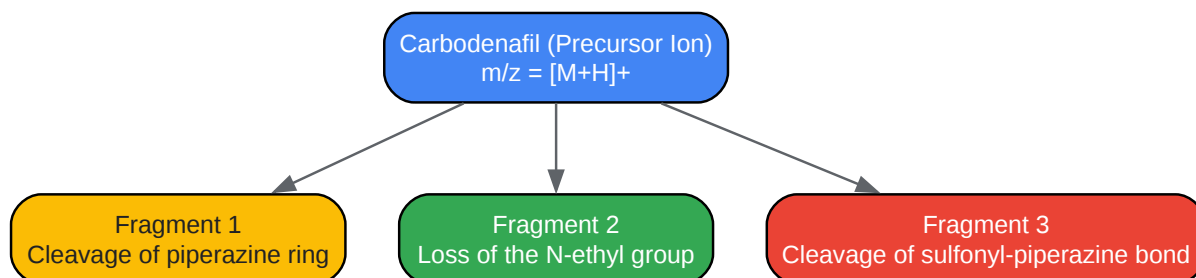 Carbodenafil (Precursor Ion)
m/z = [M+H]+
Fragment 1
Cleavage of piperazine ring
Fragment 2
Loss of the N-ethyl group
Fragment 3
Cleavage of sulfonyl-piperazine bond